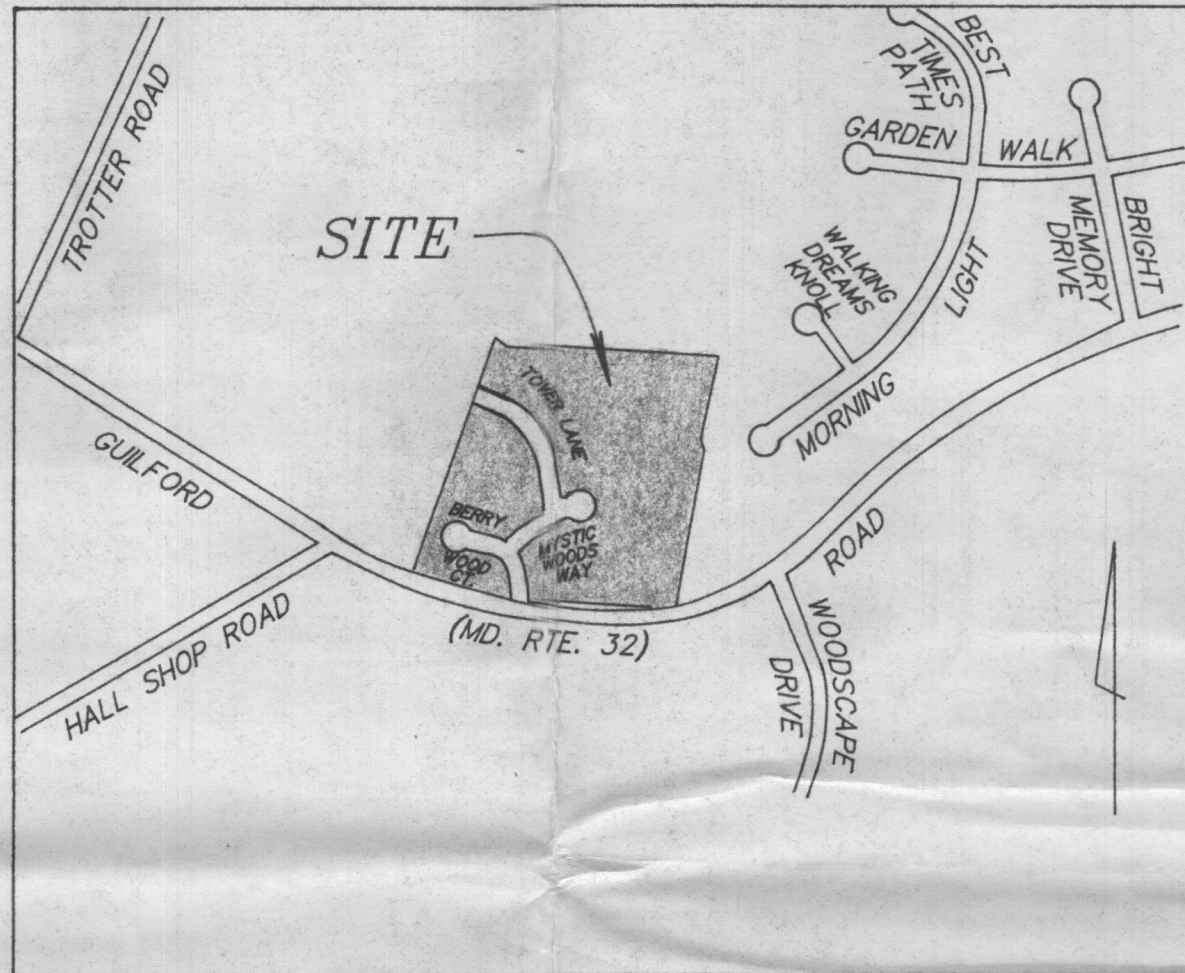 TROTTER ROAD
BEST
TIMES
PATH
GARDEN WALK
MEMORY
DRIVE
BRIGHT
SITE
WALKING
DREAMS
KNOLL
LIGHT
MORNING
TOWER LANE
GUILFORD
BERRY
WOOD
CT.
MYSTIC
WOODS
WAY
ROAD
HALL SHOP ROAD
(MD. RTE. 32)
WOODSCAPE
DRIVE